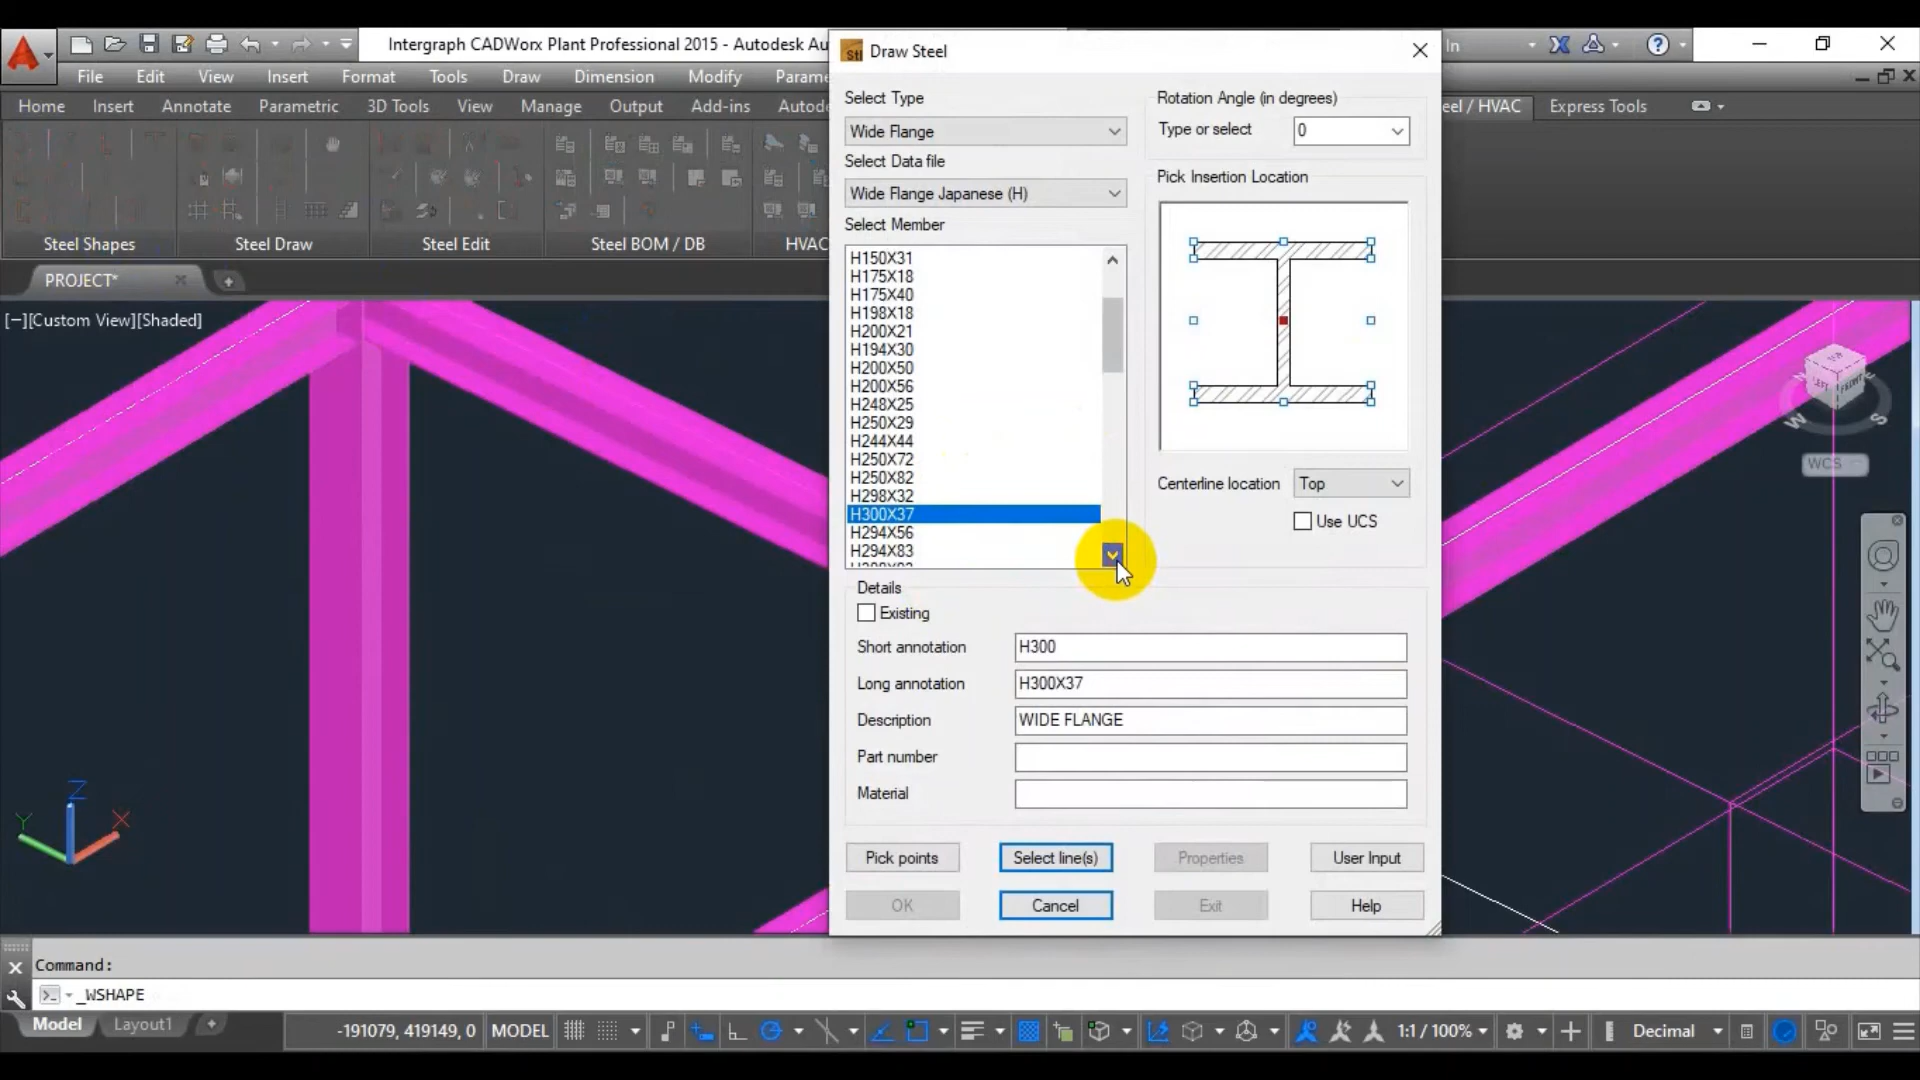 Intergraph CADWorx Plant Professional 2015 - Autodesk Au
In
File Edit View Insert Format Tools Draw Dimension Modify Parame
Home Insert Annotate Parametric 3D Tools View Manage Output Add-ins Autod
eel / HVAC Express Tools
Steel Shapes Steel Draw Steel Edit Steel BOM / DB HVAC
PROJECT*
[−][Custom View][Shaded]
Stl Draw Steel
Select Type
Wide Flange
Select Data file
Wide Flange Japanese (H)
Select Member
H150X31
H175X18
H175X40
H198X18
H200X21
H194X30
H200X50
H200X56
H248X25
H250X29
H244X44
H250X72
H250X82
H298X32
H300X37
H294X56
H294X83
Rotation Angle (in degrees)
Type or select 0
Pick Insertion Location
Centerline location Top
Use UCS
Details
Existing
Short annotation H300
Long annotation H300X37
Description WIDE FLANGE
Part number
Material
Pick points Select line(s) Properties User Input
OK Cancel Exit Help
TOP
LEFT FRONT
W S
WCS
Z
Y X
Command:
_WSHAPE
Model Layout1
-191079, 419149, 0 MODEL
1:1 / 100% Decimal